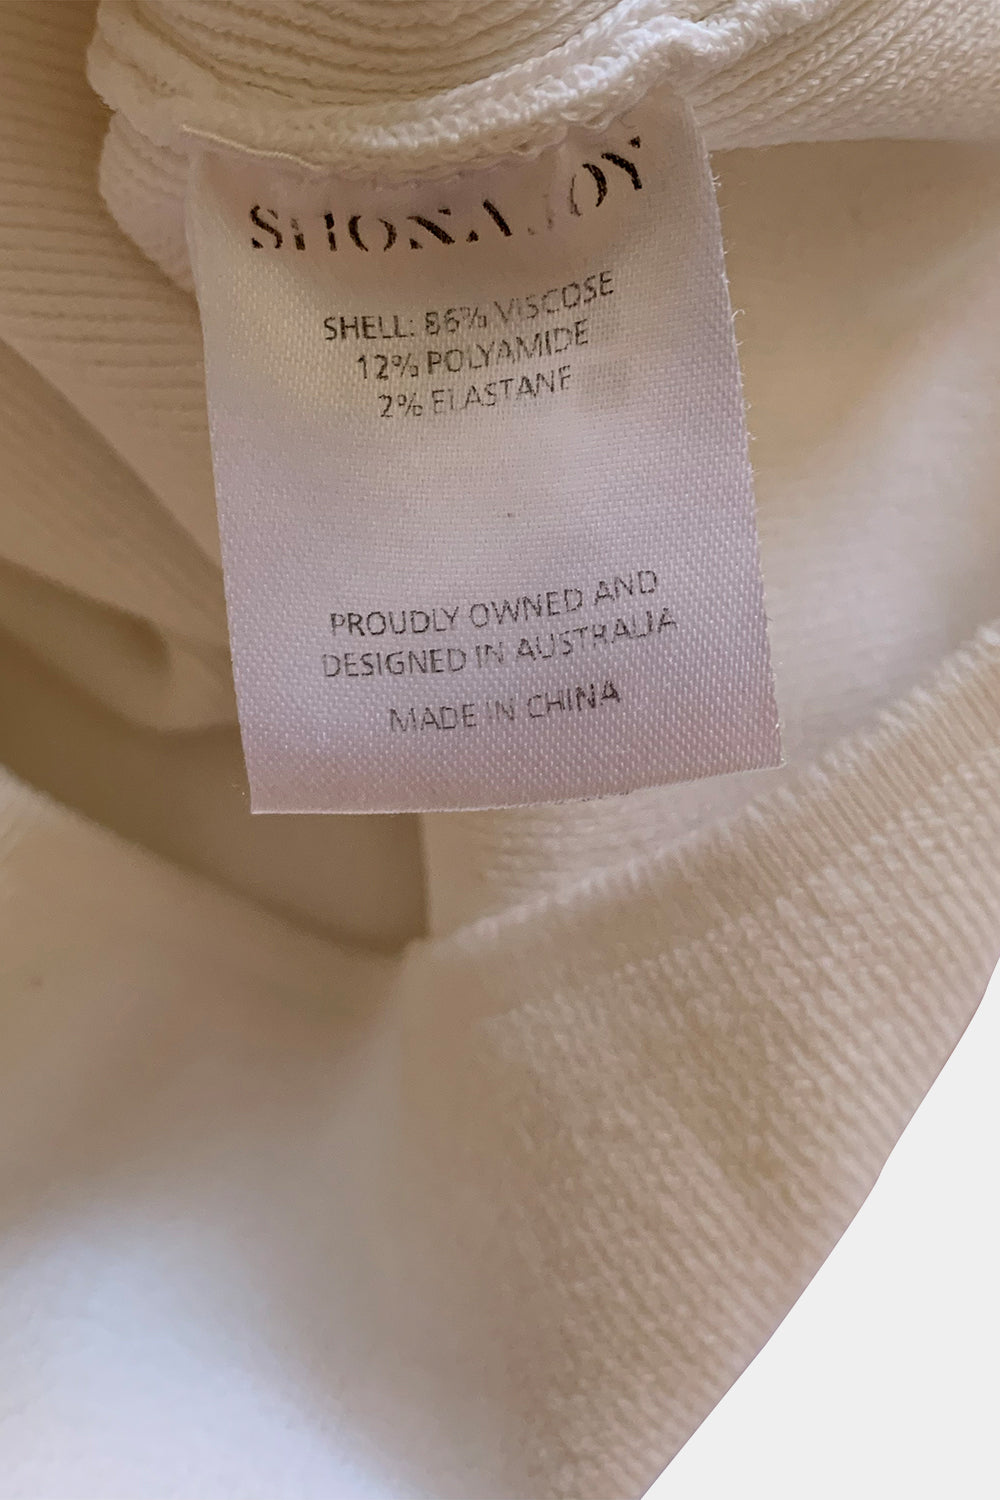 SHONA JOY
SHELL: 86% VISCOSE
12% POLYAMIDE
2% ELASTANE
PROUDLY OWNED AND
DESIGNED IN AUSTRALIA
MADE IN CHINA